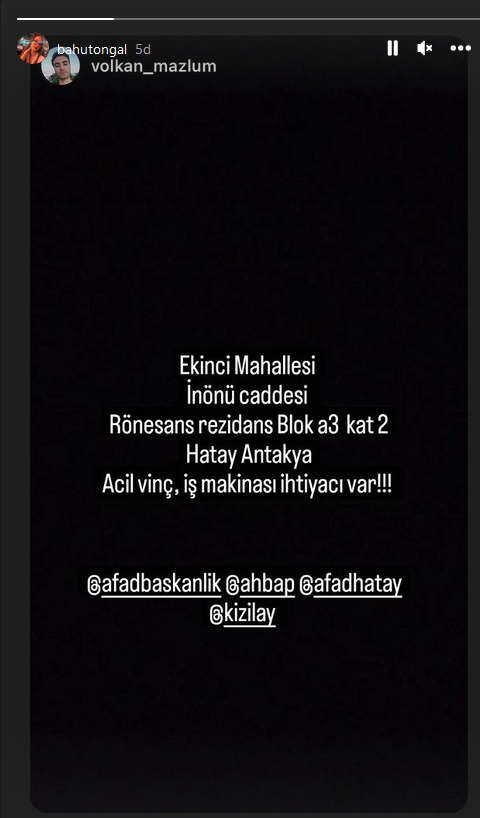 bahutongal 5d
volkan_mazlum
Ekinci Mahallesi
İnönü caddesi
Rönesans rezidans Blok a3 kat 2
Hatay Antakya
Acil vinç, iş makinası ihtiyacı var!!!
@afadbaskanlik @ahbap @afadhatay
@kizilay